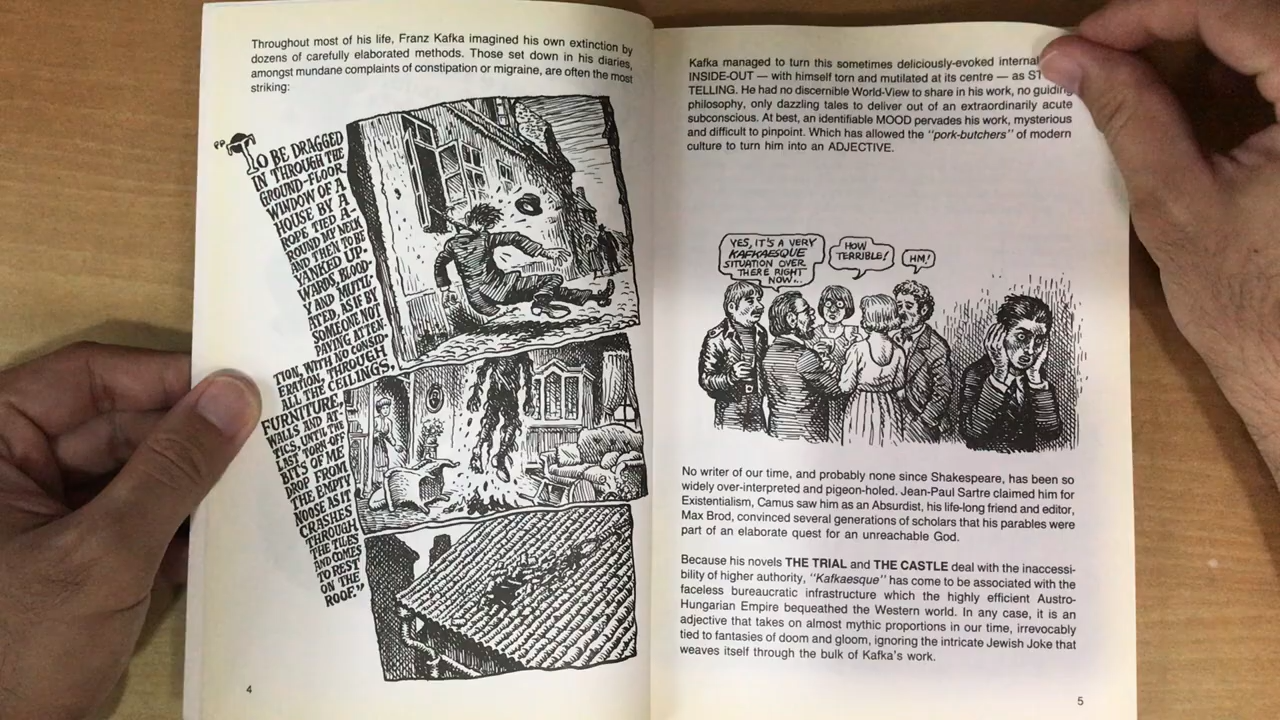 Throughout most of his life, Franz Kafka imagined his own extinction by
dozens of carefully elaborated methods. Those set down in his diaries,
amongst mundane complaints of constipation or migraine, are often the most
striking:
"TO BE DRAGGED
IN THROUGH THE
GROUND-FLOOR
WINDOW OF A
HOUSE BY A
ROPE TIED A-
ROUND MY NECK
AND THEN TO BE
YANKED UP-
WARDS, BLOOD-
Y AND MUTIL-
ATED, AS IF BY
SOMEONE NOT
PAYING ATTEN-
TION, WITH NO CONSID-
ERATION, THROUGH
ALL THE CEILINGS,
FURNITURE,
WALLS AND AT-
TICS, UNTIL THE
LAST TORN-OFF
BITS OF ME
DROP FROM
THE EMPTY
NOOSE AS IT
CRASHES
THROUGH
THE TILES
AND COMES
TO REST
ON THE
ROOF."
4
Kafka managed to turn this sometimes deliciously-evoked internal
INSIDE-OUT — with himself torn and mutilated at its centre — as
TELLING. He had no discernible World-View to share in his work, no guiding
philosophy, only dazzling tales to deliver out of an extraordinarily acute
subconscious. At best, an identifiable MOOD pervades his work, mysterious
and difficult to pinpoint. Which has allowed the "pork-butchers" of modern
culture to turn him into an ADJECTIVE.
YES, IT'S A VERY
KAFKAESQUE
SITUATION OVER
THERE RIGHT
NOW...
HOW
TERRIBLE!
HM!
No writer of our time, and probably none since Shakespeare, has been so
widely over-interpreted and pigeon-holed. Jean-Paul Sartre claimed him for
Existentialism, Camus saw him as an Absurdist, his life-long friend and editor,
Max Brod, convinced several generations of scholars that his parables were
part of an elaborate quest for an unreachable God.
Because his novels THE TRIAL and THE CASTLE deal with the inaccessi-
bility of higher authority, "Kafkaesque" has come to be associated with the
faceless bureaucratic infrastructure which the highly efficient Austro-
Hungarian Empire bequeathed the Western world. In any case, it is an
adjective that takes on almost mythic proportions in our time, irrevocably
tied to fantasies of doom and gloom, ignoring the intricate Jewish Joke that
weaves itself through the bulk of Kafka's work.
5